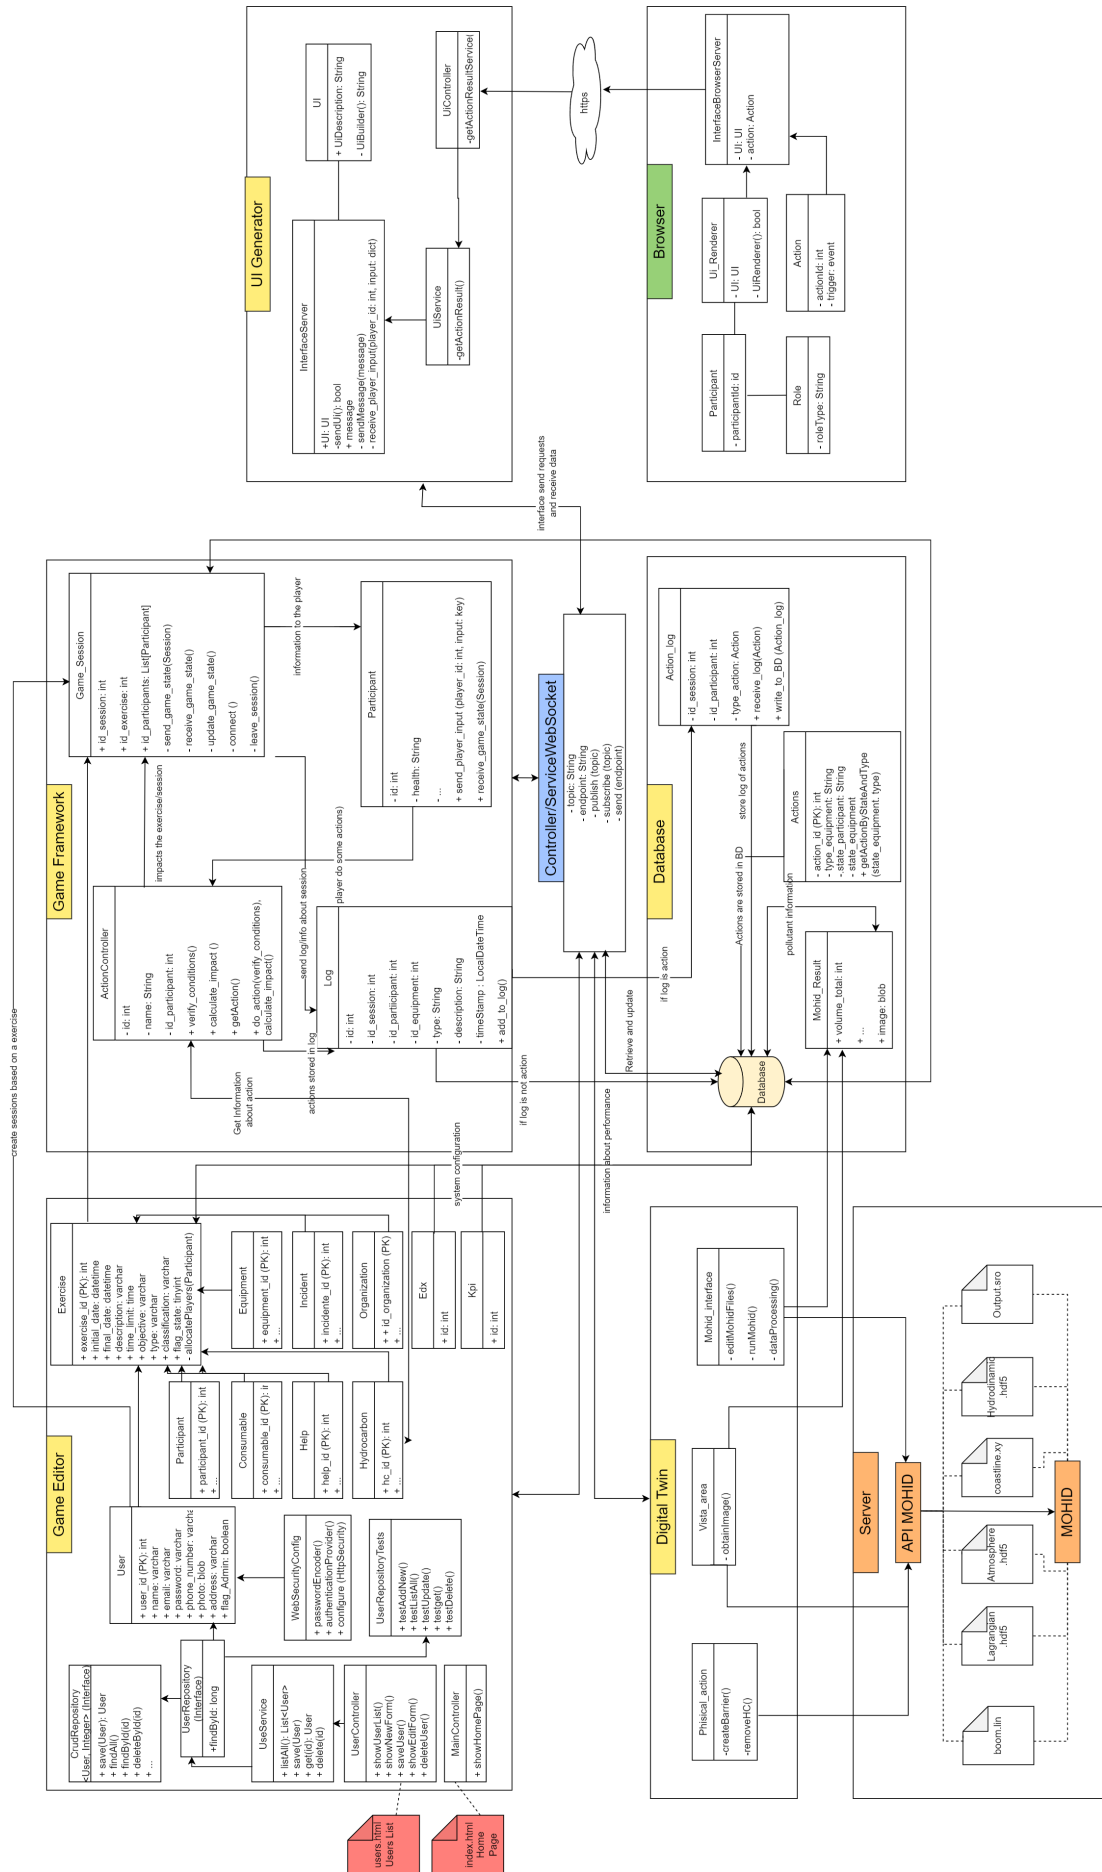 Game Editor
CrudRepository
<User, Integer> (Interface)
+ save(User): User
+ findAll()
+ findById(id)
+ deleteById(id)
+ ...
UserRepository
(Interface)
+findById: long
UseService
+ listAll(): List<User>
+ save(User)
+ get(id): User
+ delete(id)
UserController
+ showUserList()
+ showNewForm()
+ saveUser()
+ showEditForm()
+ deleteUser()
MainController
+ showHomePage()
users.html
Users List
index.html
Home
Page
User
+ user_id (PK): int
+ name: varchar
+ email: varchar
+ password: varchar
+ phone_number: varcha
+ photo: blob
+ address: varchar
+ flag_Admin: boolean
WebSecurityConfig
+ passwordEncoder()
+ authenticationProvider()
+ configure (HttpSecurity)
UserRepositoryTests
+ testAddNew()
+ testListAll()
+ testUpdate()
+ testget()
+ testDelete()
Exercise
+ exercise_id (PK): int
+ initial_date: datetime
+ final_date: datetime
+ description: varchar
+ time_limit: time
+ objective: varchar
+ type: varchar
+ classification: varchar
+ flag_state: tinyint
- allocatePlayers(Participant)
Participant
+ participant_id (PK): int
+ ...
Consumable
+ consumable_id (PK): ir
+ ...
Help
+ help_id (PK): int
+ ...
Hydrocarbon
+ hc_id (PK): int
+ ...
Equipment
+ equipment_id (PK): int
+ ...
Incident
+ incidente_id (PK): int
+ ...
Organization
+ + id_organization (PK)
+ ...
Edx
+ id: int
Kpi
+ id: int
create sessions based on a exercise
system configuration
Game Framework
ActionController
- id: int
- name: String
- id_participant: int
+ verify_conditions()
+ calculate_impact ()
+ getAction()
+ do_action(verify_conditions),
calculate_impact()
Get Information
about action
actions stored in log
impacts the exercise/session
send log/info about session
player do some actions)
information to the player
Game_Session
+ id_session: int
+ id_exercise: int
+ id_participants: List[Participant]
- send_game_state(Session)
- receive_game_state()
- update_game_state()
- connect ()
- leave_session()
Log
- id: int
- id_session: int
- id_partiicipant: int
- id_equipment: int
- type: String
- description: String
- timeStamp : LocalDateTime
+ add_to_log()
Participant
- id: int
- health: String
- ...
+ send_player_input (player_id: int, input: key)
+ receive_game_state(Session)
if log is not action
if log is action
Controller/ServiceWebSocket
- topic: String
- endpoint: String
- publish (topic)
- subscribe (topic)
- send (endpoint)
interface send requests
and receive data
information about performance
Retrieve and update
UI Generator
InterfaceServer
+UI: UI
-sendUi(): bool
+ message
- sendMessage(message)
- receive_player_input(player_id: int, input: dict)
UI
+ UiDescription: String
- UiBuilder(): String
UiService
-getActionResult()
UiController
-getActionResultService(
https
Browser
Participant
- participantId: id
Role
- roleType: String
Ui_Renderer
- UI: UI
- UiRenderer(): bool
Action
- actionId: int
- trigger: event
InterfaceBrowserServer
- UI: UI
- action: Action
Database
Database
Actions are stored in BD
store log of actions
pollutant information
Action_log
- id_session: int
- id_participant: int
- type_action: Action
+ receive_log(Action)
+ write_to_BD (Action_log)
Actions
- action_id (PK): int
- type_equipment: String
-.state_participant: String
- state_equipment
+ getActionByStateAndType
(state_equipment, type)
Mohid_Result
+ volume_total: int
+ ...
+ image: blob
Digital Twin
Phisical_action
-createBarrier()
-removeHC()
Vista_area
- obtainImage()
Mohid_interface
- editMohidFiles()
- runMohid()
- dataProcessing()
Server
API MOHID
MOHID
boom.lin
Lagrangian
.hdf5
Atmosphere
.hdf5
coastline.xy
Hydrodinamic
.hdf5
Output.sro